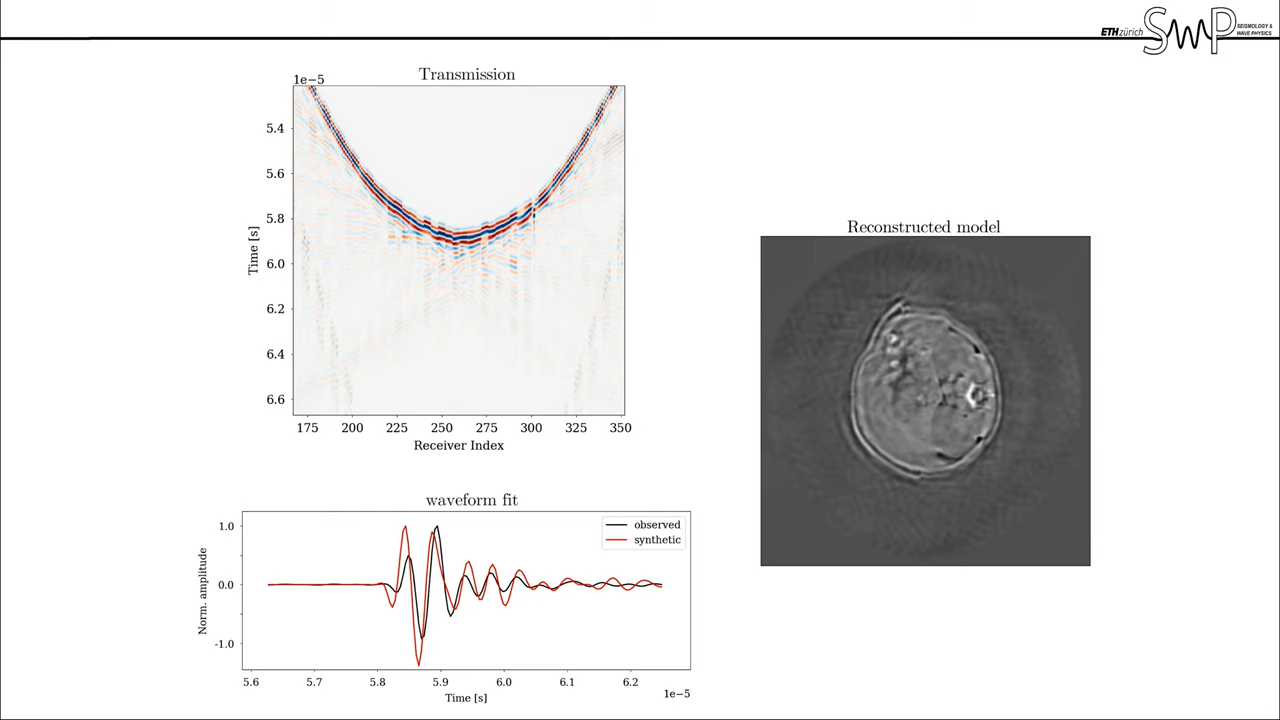 ETHzürich SWP SEISMOLOGY &
WAVE PHYSICS
Transmission
1e−5
5.4
5.6
5.8
6.0
6.2
6.4
6.6
Time [s]
175 200 225 250 275 300 325 350
Receiver Index
Reconstructed model
waveform fit
1.0
0.0
-1.0
Norm. amplitude
observed
synthetic
5.6 5.7 5.8 5.9 6.0 6.1 6.2
Time [s]
1e−5